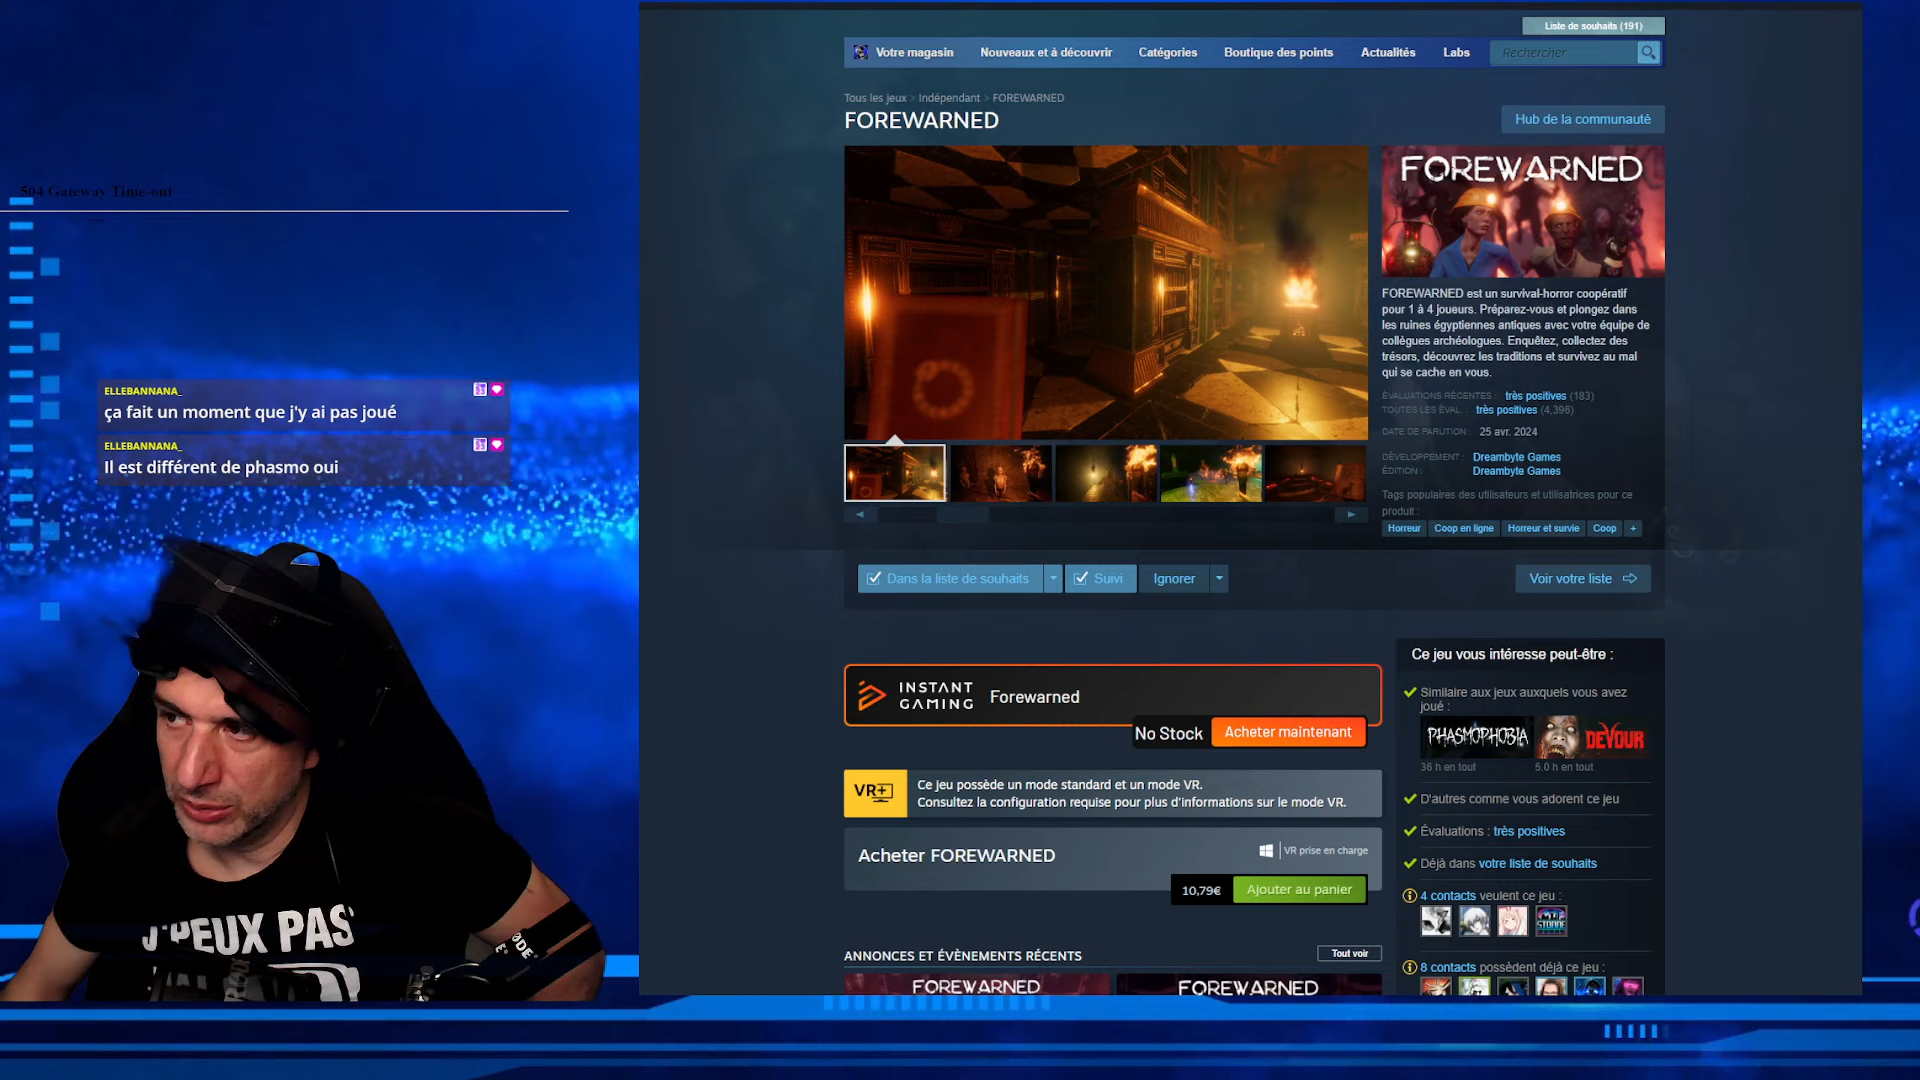 504 Gateway Time-out
ELLEBANNANA_
ça fait un moment que j'y ai pas joué
ELLEBANNANA_
Il est différent de phasmo oui
J'PEUX PAS
Liste de souhaits (191)
Votre magasin
Nouveaux et à découvrir
Catégories
Boutique des points
Actualités
Labs
Rechercher
Tous les jeux > Indépendant > FOREWARNED
FOREWARNED
Hub de la communauté
FOREWARNED
FOREWARNED est un survival-horror coopératif
pour 1 à 4 joueurs. Préparez-vous et plongez dans
les ruines égyptiennes antiques avec votre équipe de
collègues archéologues. Enquêtez, collectez des
trésors, découvrez les traditions et survivez au mal
qui se cache en vous.
ÉVALUATIONS RÉCENTES : très positives (183)
TOUTES LES ÉVAL. : très positives (4,396)
DATE DE PARUTION : 25 avr. 2024
DÉVELOPPEMENT : Dreambyte Games
ÉDITION : Dreambyte Games
Tags populaires des utilisateurs et utilisatrices pour ce
produit :
Horreur
Coop en ligne
Horreur et survie
Coop
+
Dans la liste de souhaits
Suivi
Ignorer
Voir votre liste
INSTANT
GAMING
Forewarned
No Stock
Acheter maintenant
VR+
Ce jeu possède un mode standard et un mode VR.
Consultez la configuration requise pour plus d'informations sur le mode VR.
Acheter FOREWARNED
VR prise en charge
10,79€
Ajouter au panier
ANNONCES ET ÉVÈNEMENTS RÉCENTS
Tout voir
FOREWARNED
FOREWARNED
Ce jeu vous intéresse peut-être :
Similaire aux jeux auxquels vous avez
joué :
PHASMOPHOBIA
DEVOUR
36 h en tout
5.0 h en tout
D'autres comme vous adorent ce jeu
Évaluations : très positives
Déjà dans votre liste de souhaits
4 contacts veulent ce jeu :
8 contacts possèdent déjà ce jeu :